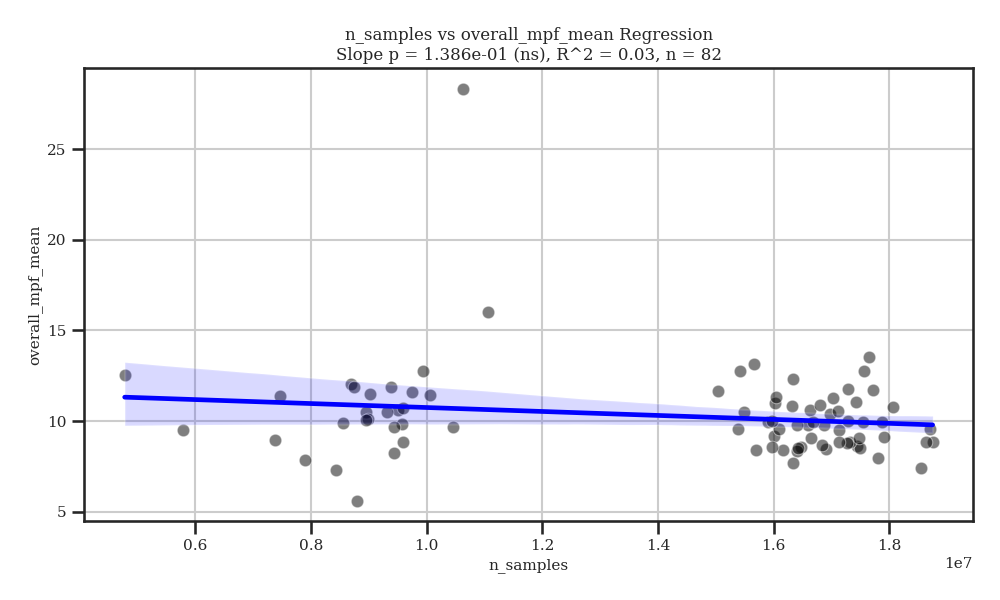 n_samples vs overall_mpf_mean Regression
Slope p = 1.386e-01 (ns), R^2 = 0.03, n = 82
overall_mpf_mean
25
20
15
10
5
0.6 0.8 1.0 1.2 1.4 1.6 1.8
1e7
n_samples